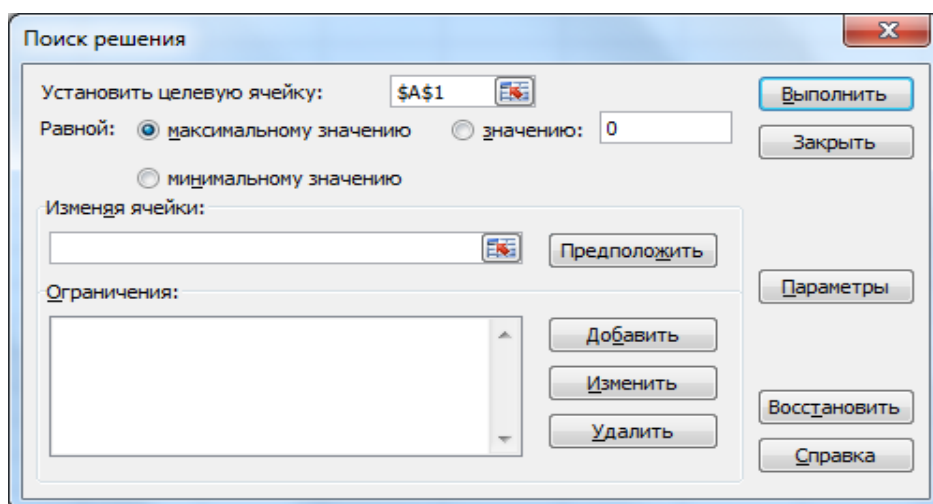 Поиск решения
Установить целевую ячейку: $A$1
Выполнить
Равной: максимальному значению значению: 0
Закрыть
минимальному значению
Изменяя ячейки:
Предположить
Параметры
Ограничения:
Добавить
Изменить
Восстановить
Удалить
Справка